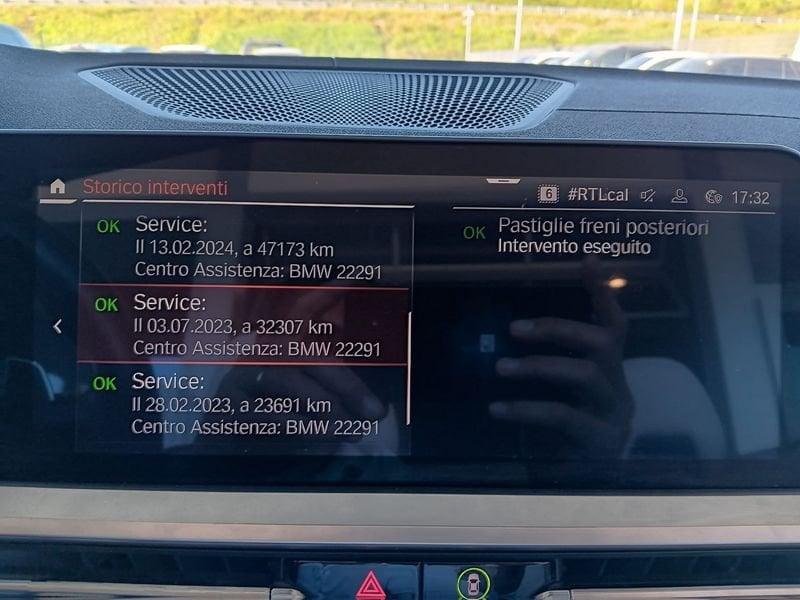 Storico interventi
6 #RTLcal 17:32
OK Service:
Il 13.02.2024, a 47173 km
Centro Assistenza: BMW 22291
OK Service:
Il 03.07.2023, a 32307 km
Centro Assistenza: BMW 22291
OK Service:
Il 28.02.2023, a 23691 km
Centro Assistenza: BMW 22291
OK Pastiglie freni posteriori
Intervento eseguito